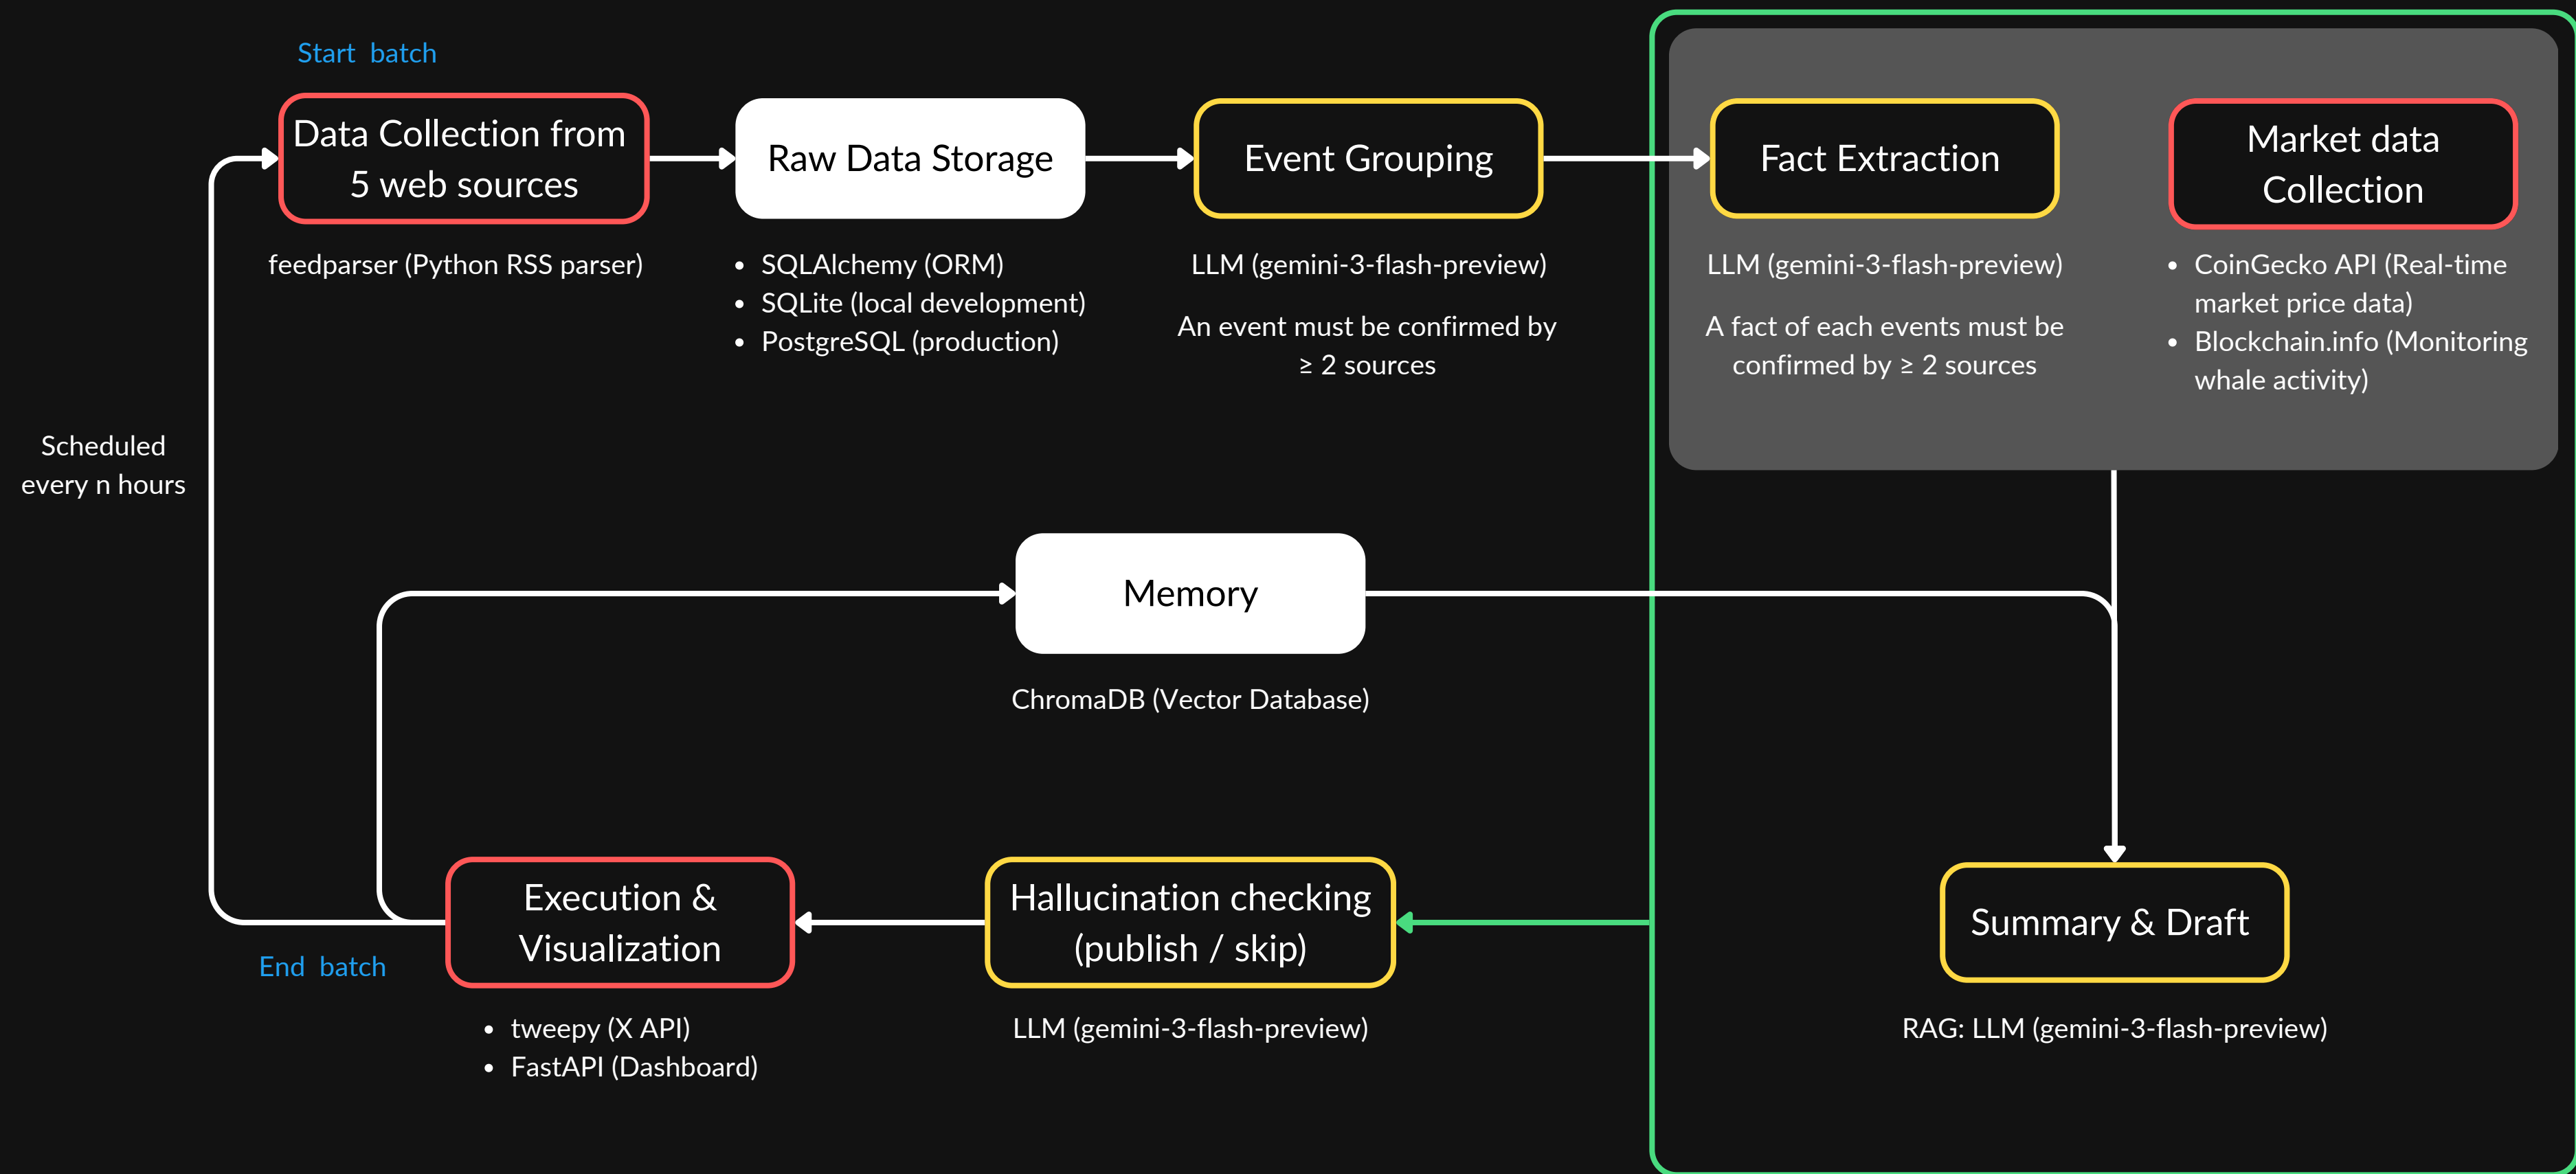 Start batch
Data Collection from
5 web sources
feedparser (Python RSS parser)
Raw Data Storage
• SQLAlchemy (ORM)
• SQLite (local development)
• PostgreSQL (production)
Event Grouping
LLM (gemini-3-flash-preview)
An event must be confirmed by
≥ 2 sources
Fact Extraction
LLM (gemini-3-flash-preview)
A fact of each events must be
confirmed by ≥ 2 sources
Market data
Collection
• CoinGecko API (Real-time
market price data)
• Blockchain.info (Monitoring
whale activity)
Scheduled
every n hours
Memory
ChromaDB (Vector Database)
End batch
Execution &
Visualization
• tweepy (X API)
• FastAPI (Dashboard)
Hallucination checking
(publish / skip)
LLM (gemini-3-flash-preview)
Summary & Draft
RAG: LLM (gemini-3-flash-preview)